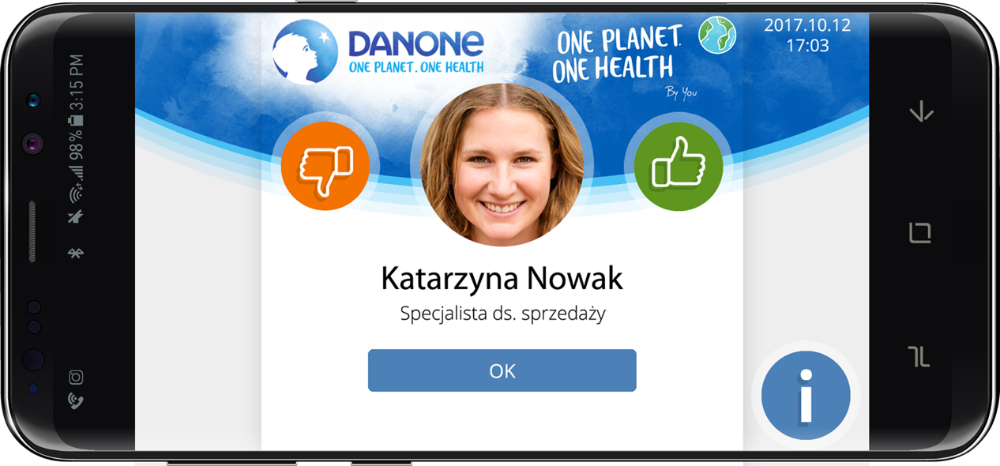 3:15 PM
98%
DANONE
ONE PLANET. ONE HEALTH
ONE PLANET.
ONE HEALTH
By You.
2017.10.12
17:03
Katarzyna Nowak
Specjalista ds. sprzedaży
OK
i